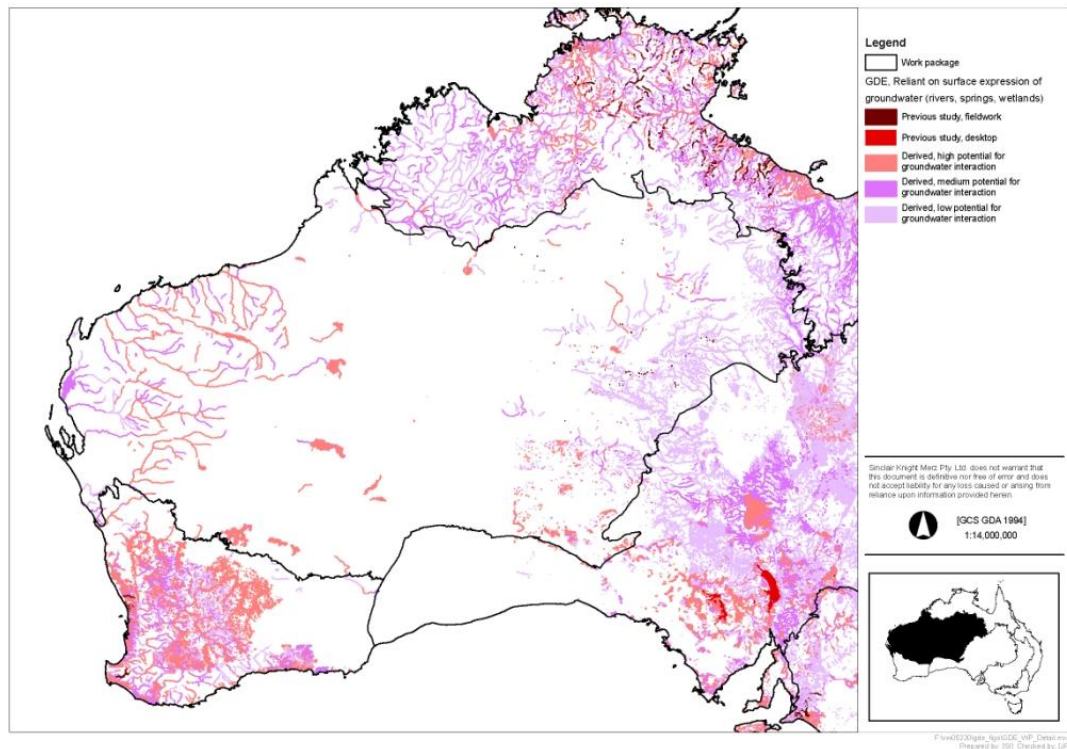 Legend
Work package
GDE, Reliant on surface expression of
groundwater (rivers, springs, wetlands)
Previous study, fieldwork
Previous study, desktop
Derived, high potential for
groundwater interaction
Derived, medium potential for
groundwater interaction
Derived, low potential for
groundwater interaction
Sinclair Knight Merz Pty. Ltd. does not warrant that
this document is definitive nor free of error and does
not accept liability for any loss caused or arising from
reliance upon information provided herein.
[GCS GDA 1994]
1:14,000,000
Prepared by: Checked by: